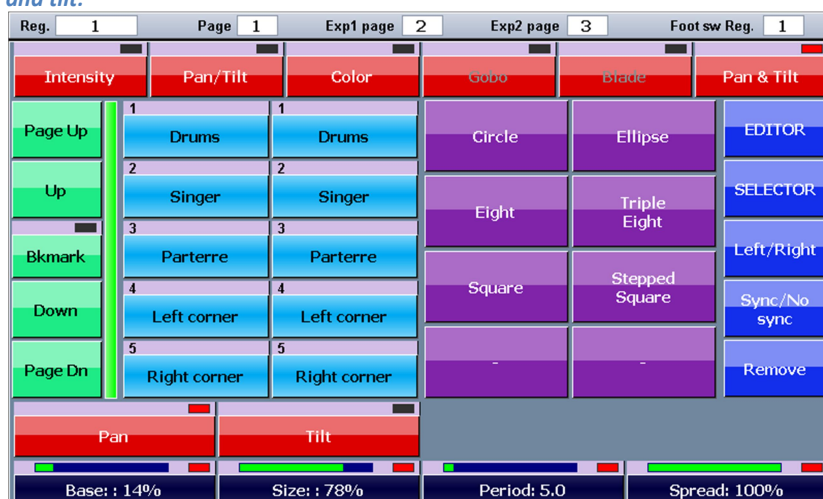 and tilt.
Reg. 1 Page 1 Exp1 page 2 Exp2 page 3 Foot sw Reg. 1
Intensity Pan/Tilt Color Gobo Blade Pan & Tilt
Page Up 1 Drums 1 Drums Circle Ellipse EDITOR
Up 2 Singer 2 Singer Eight Triple Eight SELECTOR
Bkmark 3 Parterre 3 Parterre Left/Right
Down 4 Left corner 4 Left corner Square Stepped Square Sync/No sync
Page Dn 5 Right corner 5 Right corner - - Remove
Pan Tilt
Base: : 14% Size: : 78% Period: 5.0 Spread: 100%